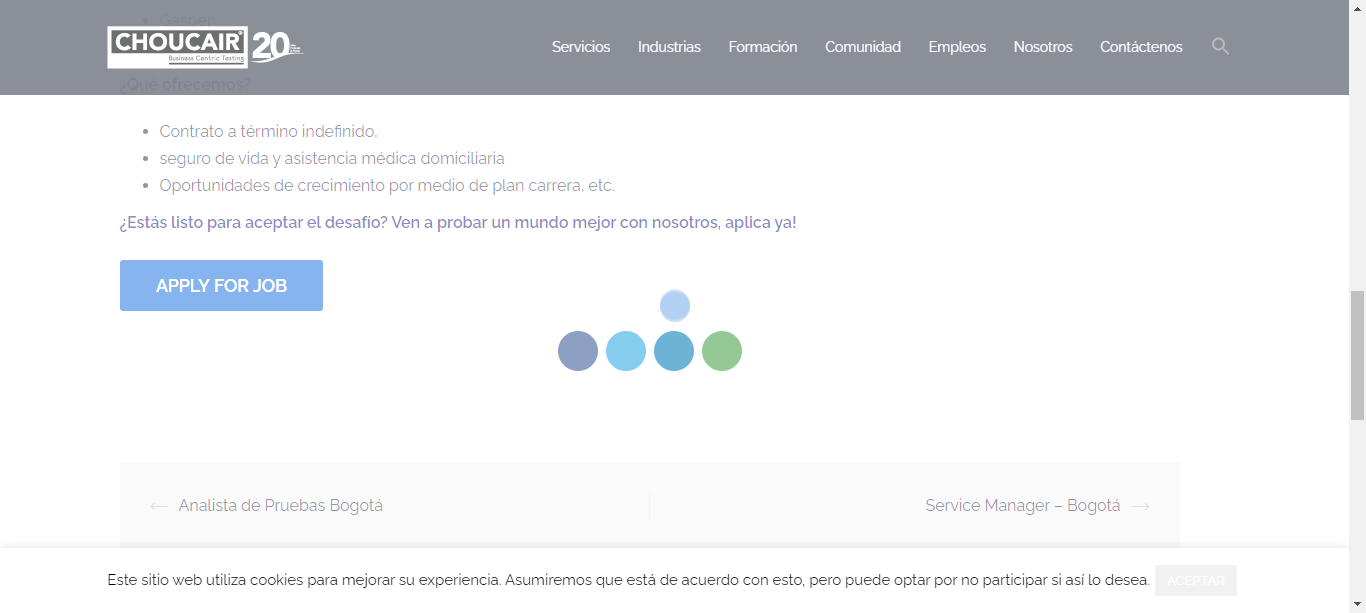 Gasper
CHOUCAIR
Business Centric Testing
20
Servicios Industrias Formación Comunidad Empleos Nosotros Contáctenos
¿Qué ofrecemos?
Contrato a término indefinido,
seguro de vida y asistencia médica domiciliaria
Oportunidades de crecimiento por medio de plan carrera, etc.
¿Estás listo para aceptar el desafío? Ven a probar un mundo mejor con nosotros, aplica ya!
APPLY FOR JOB
← Analista de Pruebas Bogotá
Service Manager – Bogotá →
Este sitio web utiliza cookies para mejorar su experiencia. Asumiremos que está de acuerdo con esto, pero puede optar por no participar si así lo desea. ACEPTAR